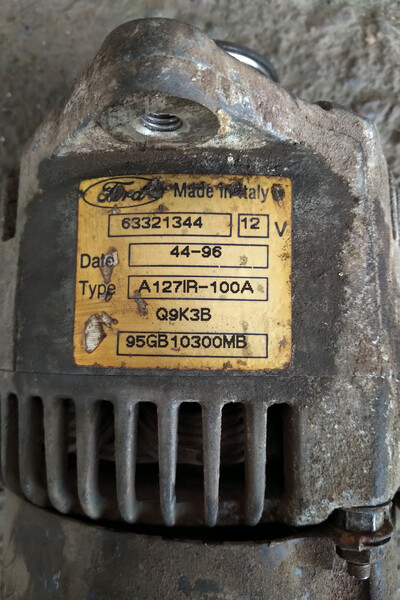 Ford Made in Italy
63321344 12 V
Date 44-96
Type A127IR-100A
Q9K3B
95GB10300MB